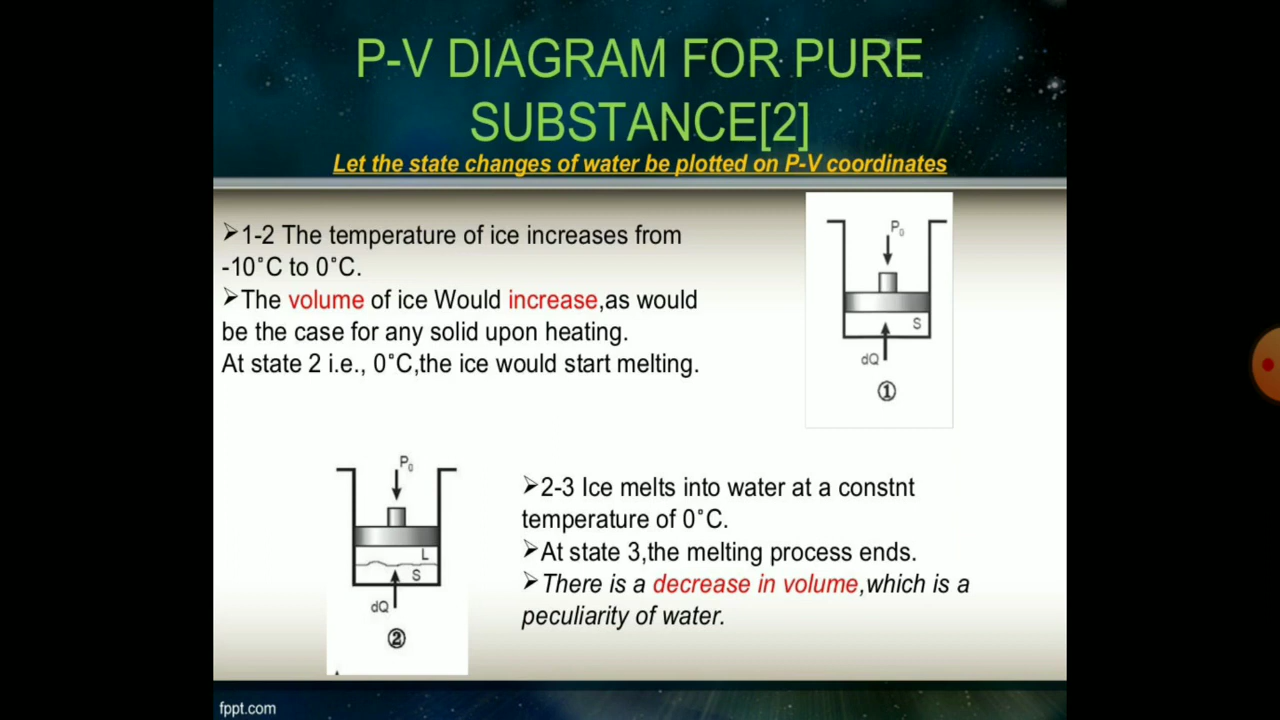 P-V DIAGRAM FOR PURE
SUBSTANCE[2]
Let the state changes of water be plotted on P-V coordinates
➢1-2 The temperature of ice increases from
-10˚C to 0˚C.
➢The volume of ice Would increase,as would
be the case for any solid upon heating.
At state 2 i.e., 0˚C,the ice would start melting.
P₀
S
dQ
①
P₀
L
S
dQ
②
➢2-3 Ice melts into water at a constnt
temperature of 0˚C.
➢At state 3,the melting process ends.
➢There is a decrease in volume,which is a
peculiarity of water.
fppt.com